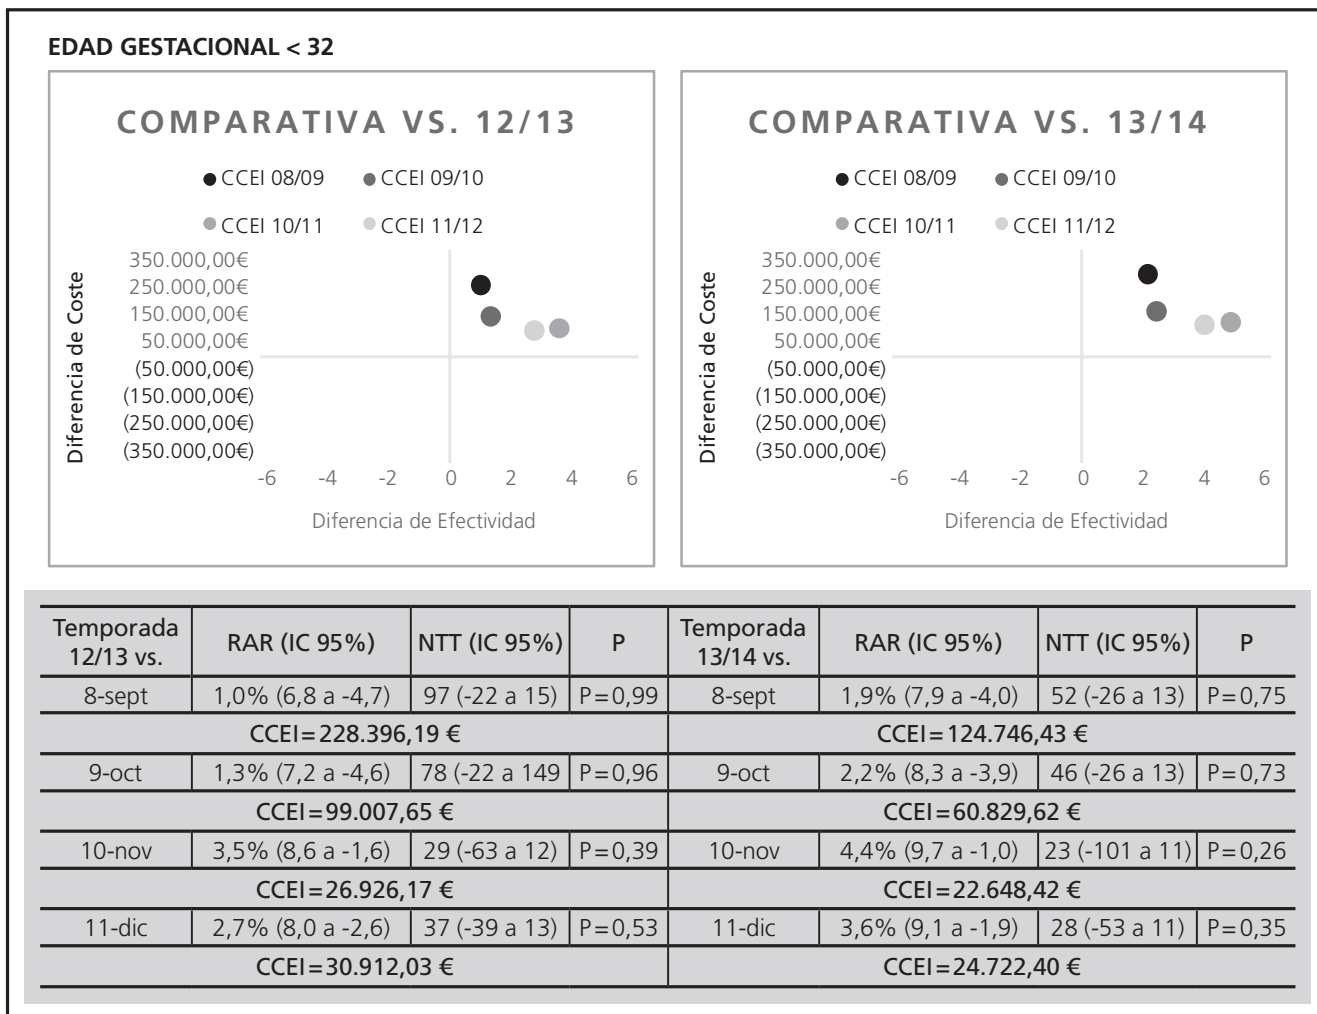 EDAD GESTACIONAL < 32
COMPARATIVA VS. 12/13
CCEI 08/09 CCEI 09/10
CCEI 10/11 CCEI 11/12
Diferencia de Coste
350.000,00€
250.000,00€
150.000,00€
50.000,00€
(50.000,00€)
(150.000,00€)
(250.000,00€)
(350.000,00€)
-6 -4 -2 0 2 4 6
Diferencia de Efectividad
COMPARATIVA VS. 13/14
CCEI 08/09 CCEI 09/10
CCEI 10/11 CCEI 11/12
Diferencia de Coste
350.000,00€
250.000,00€
150.000,00€
50.000,00€
(50.000,00€)
(150.000,00€)
(250.000,00€)
(350.000,00€)
-6 -4 -2 0 2 4 6
Diferencia de Efectividad
Temporada 12/13 vs. RAR (IC 95%) NTT (IC 95%) P Temporada 13/14 vs. RAR (IC 95%) NTT (IC 95%) P
8-sept 1,0% (6,8 a -4,7) 97 (-22 a 15) P=0,99 8-sept 1,9% (7,9 a -4,0) 52 (-26 a 13) P=0,75
CCEI=228.396,19 € CCEI=124.746,43 €
9-oct 1,3% (7,2 a -4,6) 78 (-22 a 149 P=0,96 9-oct 2,2% (8,3 a -3,9) 46 (-26 a 13) P=0,73
CCEI=99.007,65 € CCEI=60.829,62 €
10-nov 3,5% (8,6 a -1,6) 29 (-63 a 12) P=0,39 10-nov 4,4% (9,7 a -1,0) 23 (-101 a 11) P=0,26
CCEI=26.926,17 € CCEI=22.648,42 €
11-dic 2,7% (8,0 a -2,6) 37 (-39 a 13) P=0,53 11-dic 3,6% (9,1 a -1,9) 28 (-53 a 11) P=0,35
CCEI=30.912,03 € CCEI=24.722,40 €